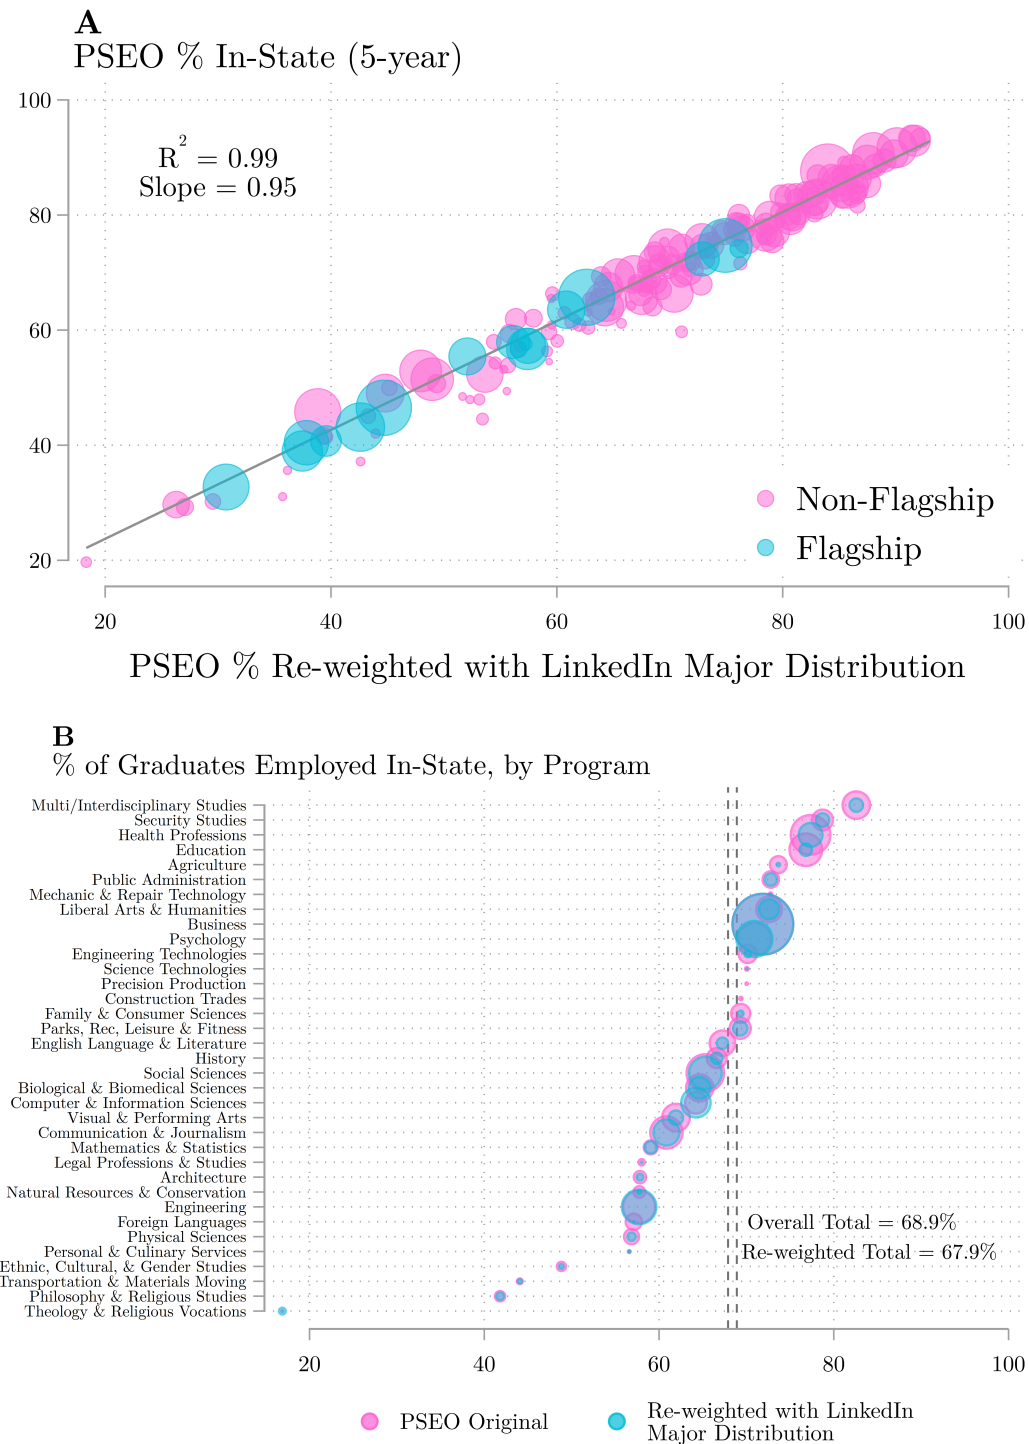 A
PSEO % In-State (5-year)
100
80
60
40
20
R2 = 0.99
Slope = 0.95
Non-Flagship
Flagship
20 40 60 80 100
PSEO % Re-weighted with LinkedIn Major Distribution
B
% of Graduates Employed In-State, by Program
Multi/Interdisciplinary Studies
Security Studies
Health Professions
Education
Agriculture
Public Administration
Mechanic & Repair Technology
Liberal Arts & Humanities
Business
Psychology
Engineering Technologies
Science Technologies
Precision Production
Construction Trades
Family & Consumer Sciences
Parks, Rec, Leisure & Fitness
English Language & Literature
History
Social Sciences
Biological & Biomedical Sciences
Computer & Information Sciences
Visual & Performing Arts
Communication & Journalism
Mathematics & Statistics
Legal Professions & Studies
Architecture
Natural Resources & Conservation
Engineering
Foreign Languages
Physical Sciences
Personal & Culinary Services
Ethnic, Cultural, & Gender Studies
Transportation & Materials Moving
Philosophy & Religious Studies
Theology & Religious Vocations
Overall Total = 68.9%
Re-weighted Total = 67.9%
20 40 60 80 100
PSEO Original
Re-weighted with LinkedIn
Major Distribution